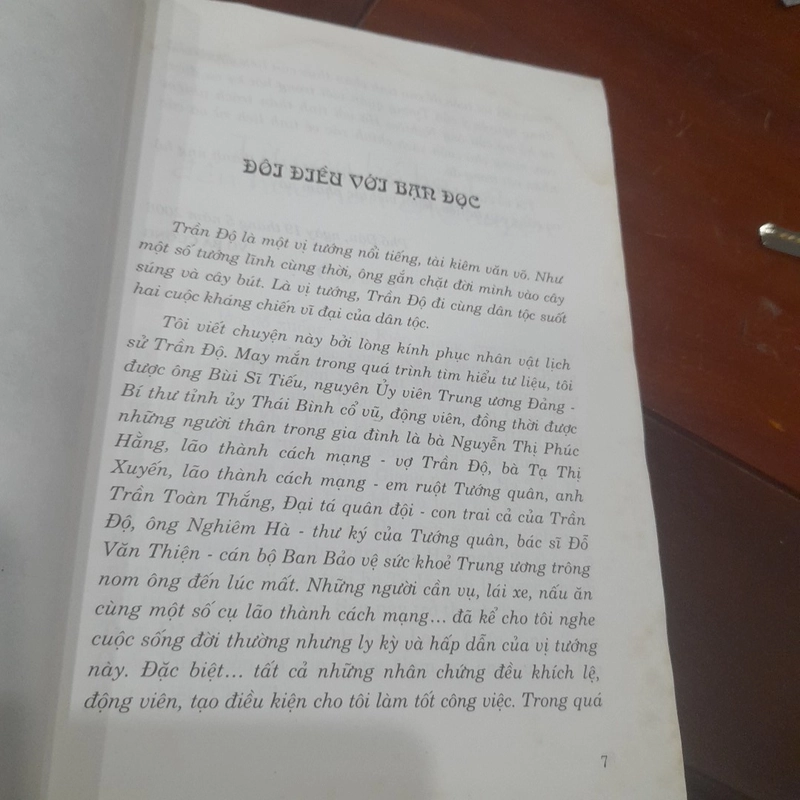 ĐÔI ĐIỀU VỚI BẠN ĐỌC
Trần Độ là một vị tướng nổi tiếng, tài kiêm văn võ. Như
một số tướng lĩnh cùng thời, ông gắn chặt đời mình vào cây
súng và cây bút. Là vị tướng, Trần Độ đi cùng dân tộc suốt
hai cuộc kháng chiến vĩ đại của dân tộc.
Tôi viết chuyện này bởi lòng kính phục nhân vật lịch
sử Trần Độ. May mắn trong quá trình tìm hiểu tư liệu, tôi
được ông Bùi Sĩ Tiếu, nguyên Ủy viên Trung ương Đảng -
Bí thư tỉnh ủy Thái Bình cổ vũ, động viên, đồng thời được
những người thân trong gia đình là bà Nguyễn Thị Phúc
Hằng, lão thành cách mạng - vợ Trần Độ, bà Tạ Thị
Xuyến, lão thành cách mạng - em ruột Tướng quân, anh
Trần Toàn Thắng, Đại tá quân đội - con trai cả của Trần
Độ, ông Nghiêm Hà - thư ký của Tướng quân, bác sĩ Đỗ
Văn Thiện - cán bộ Ban Bảo vệ sức khoẻ Trung ương trông
nom ông đến lúc mất. Những người cần vụ, lái xe, nấu ăn
cùng một số cụ lão thành cách mạng... đã kể cho tôi nghe
cuộc sống đời thường nhưng ly kỳ và hấp dẫn của vị tướng
này. Đặc biệt... tất cả những nhân chứng đều khích lệ,
động viên, tạo điều kiện cho tôi làm tốt công việc. Trong quá
7